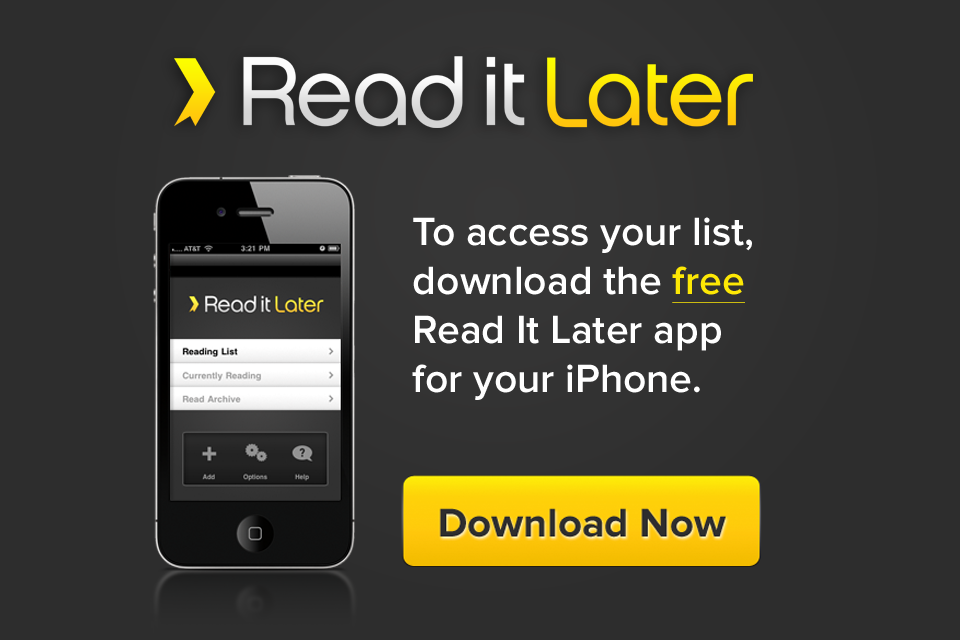 Read it Later
To access your list,
download the free
Read It Later app
for your iPhone.
Download Now
AT&T 3:21 PM
Read it Later
Reading List
Currently Reading
Read Archive
Add Options Help